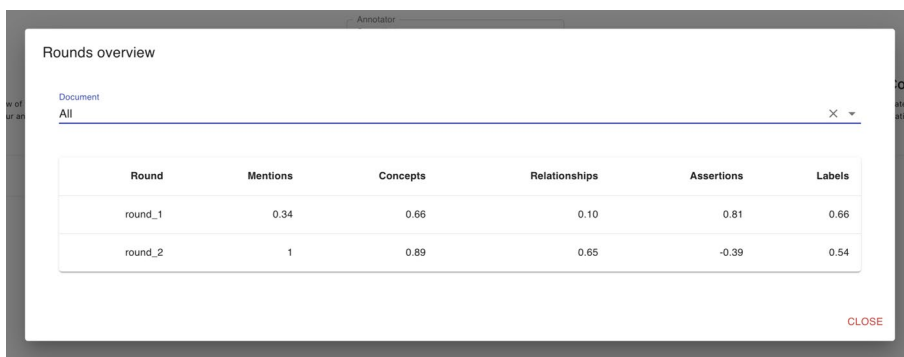 Annotator
Rounds overview
Document
All
Round Mentions Concepts Relationships Assertions Labels
round_1 0.34 0.66 0.10 0.81 0.66
round_2 1 0.89 0.65 -0.39 0.54
CLOSE